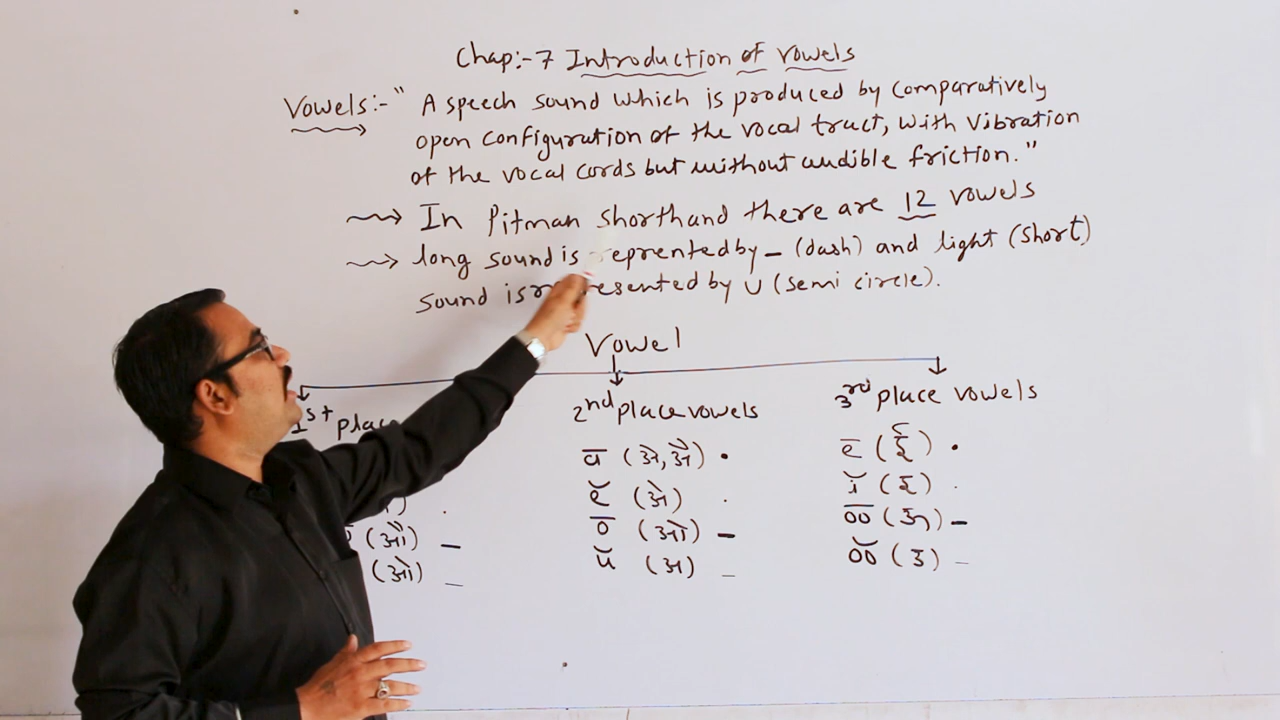 Chap:-7 Introduction of Vowels
Vowels:-" A speech sound which is produced by comparatively
open configuration of the vocal tract, with vibration
of the vocal cords but without audible friction."
→ In Pitman shorthand there are 12 vowels
→ long sound is reprented by – (dash) and light (short)
sound is represented by ∪ (semi circle).
Vowel
1st place
2nd place vowels
3rd place vowels
ā (अे, अै) •
ē (ई) •
ĕ (अे) .
ĭ (इ) .
(ऑ) –
ō (ओ) –
o͞o (ऊ) –
(ऑ) –
ŭ (अ) –
o͝o (उ) –